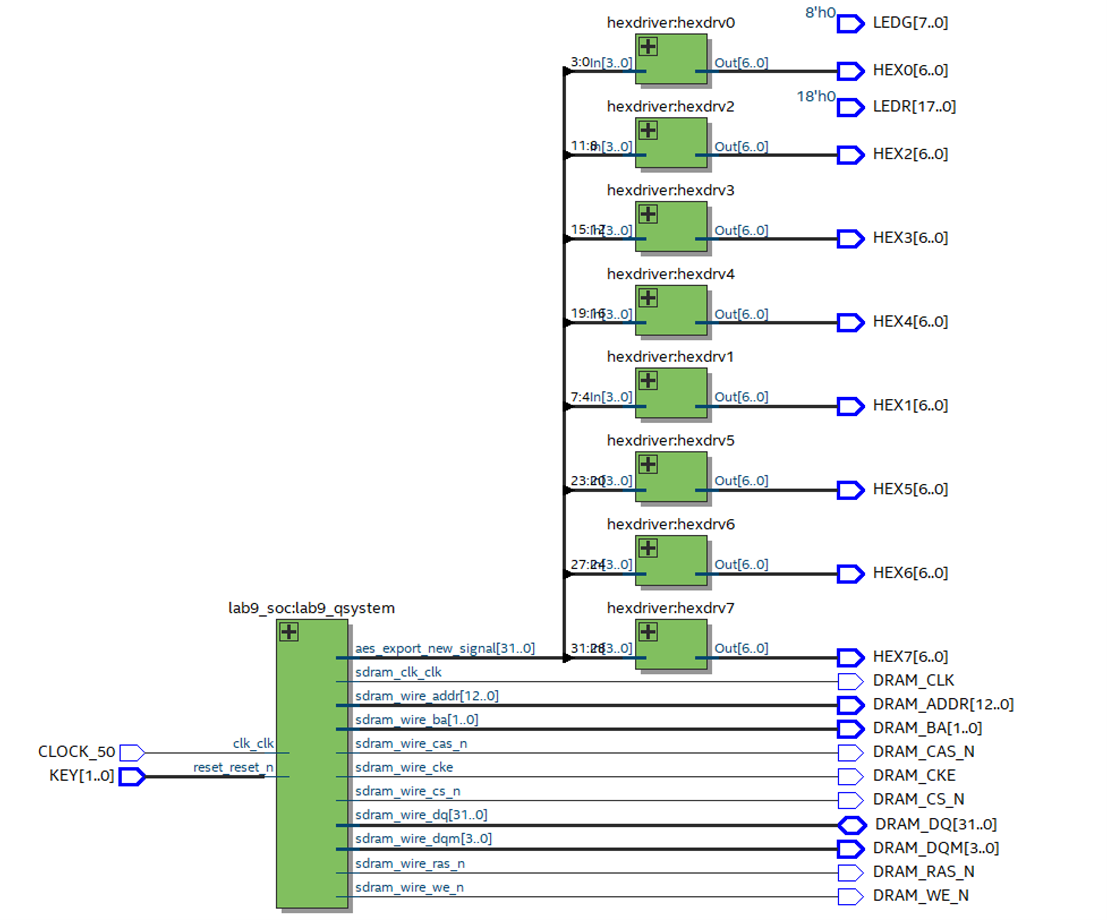 hexdriver:hexdrv0
8'h0
LEDG[7..0]
3:0 In[3..0]
Out[6..0]
HEX0[6..0]
18'h0
LEDR[17..0]
hexdriver:hexdrv2
11:8 In[3..0]
Out[6..0]
HEX2[6..0]
hexdriver:hexdrv3
15:12 In[3..0]
Out[6..0]
HEX3[6..0]
hexdriver:hexdrv4
19:16 In[3..0]
Out[6..0]
HEX4[6..0]
hexdriver:hexdrv1
7:4 In[3..0]
Out[6..0]
HEX1[6..0]
hexdriver:hexdrv5
23:20 In[3..0]
Out[6..0]
HEX5[6..0]
hexdriver:hexdrv6
27:24 In[3..0]
Out[6..0]
HEX6[6..0]
hexdriver:hexdrv7
31:28 In[3..0]
Out[6..0]
HEX7[6..0]
lab9_soc:lab9_qsystem
aes_export_new_signal[31..0]
sdram_clk_clk
DRAM_CLK
sdram_wire_addr[12..0]
DRAM_ADDR[12..0]
sdram_wire_ba[1..0]
DRAM_BA[1..0]
CLOCK_50
clk_clk
sdram_wire_cas_n
DRAM_CAS_N
KEY[1..0]
reset_reset_n
sdram_wire_cke
DRAM_CKE
sdram_wire_cs_n
DRAM_CS_N
sdram_wire_dq[31..0]
DRAM_DQ[31..0]
sdram_wire_dqm[3..0]
DRAM_DQM[3..0]
sdram_wire_ras_n
DRAM_RAS_N
sdram_wire_we_n
DRAM_WE_N